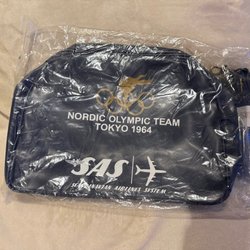 NORDIC OLYMPIC TEAM
TOKYO 1964
SAS
SCANDINAVIAN AIRLINES SYSTEM